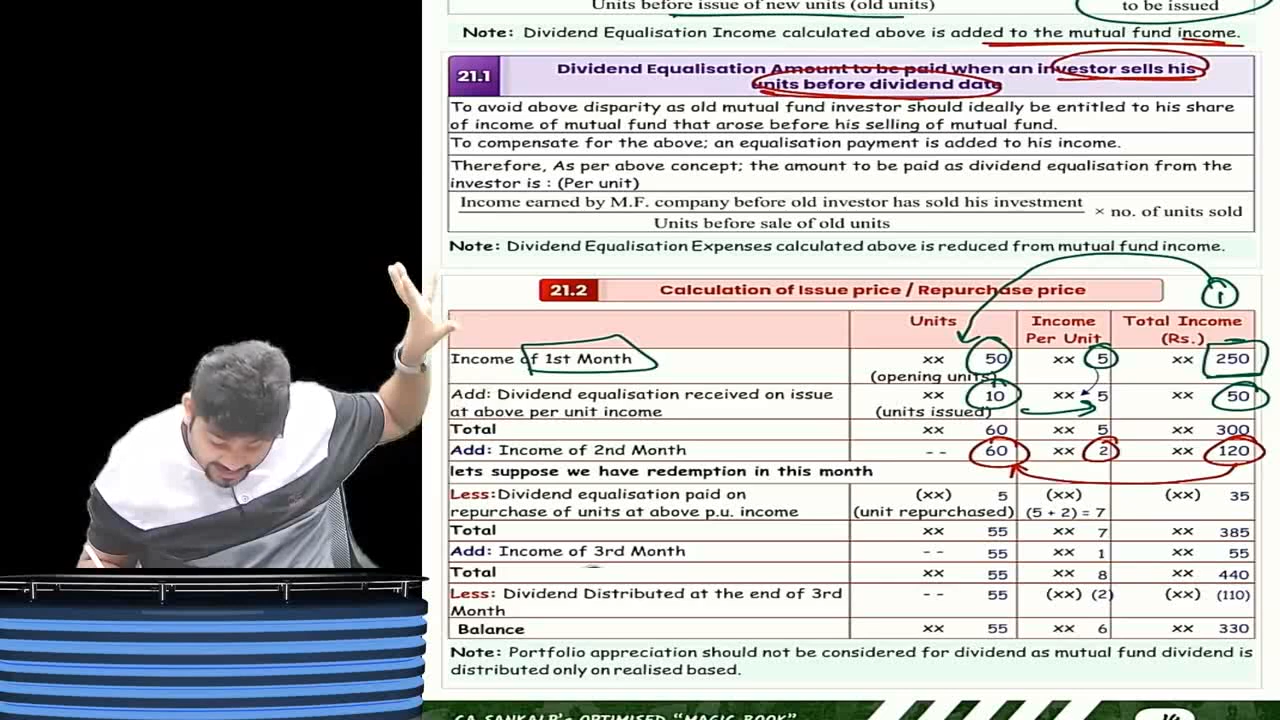 Units before issue of new units (old units)
to be issued
Note: Dividend Equalisation Income calculated above is added to the mutual fund income.
21.1 Dividend Equalisation Amount to be paid when an investor sells his
units before dividend date
To avoid above disparity as old mutual fund investor should ideally be entitled to his share
of income of mutual fund that arose before his selling of mutual fund.
To compensate for the above; an equalisation payment is added to his income.
Therefore, As per above concept; the amount to be paid as dividend equalisation from the
investor is : (Per unit)
Income earned by M.F. company before old investor has sold his investment
Units before sale of old units
× no. of units sold
Note: Dividend Equalisation Expenses calculated above is reduced from mutual fund income.
21.2 Calculation of Issue price / Repurchase price
1
Units Income Total Income
Per Unit (Rs.)
Income of 1st Month xx 50 xx 5 xx 250
(opening units)
Add: Dividend equalisation received on issue xx 10 xx 5 xx 50
at above per unit income (units issued)
Total xx 60 xx 5 xx 300
Add: Income of 2nd Month -- 60 xx 2 xx 120
lets suppose we have redemption in this month
Less:Dividend equalisation paid on (xx) 5 (xx) (xx) 35
repurchase of units at above p.u. income (unit repurchased) (5 + 2) = 7
Total xx 55 xx 7 xx 385
Add: Income of 3rd Month -- 55 xx 1 xx 55
Total xx 55 xx 8 xx 440
Less: Dividend Distributed at the end of 3rd -- 55 (xx) (2) (xx) (110)
Month
Balance xx 55 xx 6 xx 330
Note: Portfolio appreciation should not be considered for dividend as mutual fund dividend is
distributed only on realised based.
CA SANKALP's OPTIMISED "MAGIC BOOK"